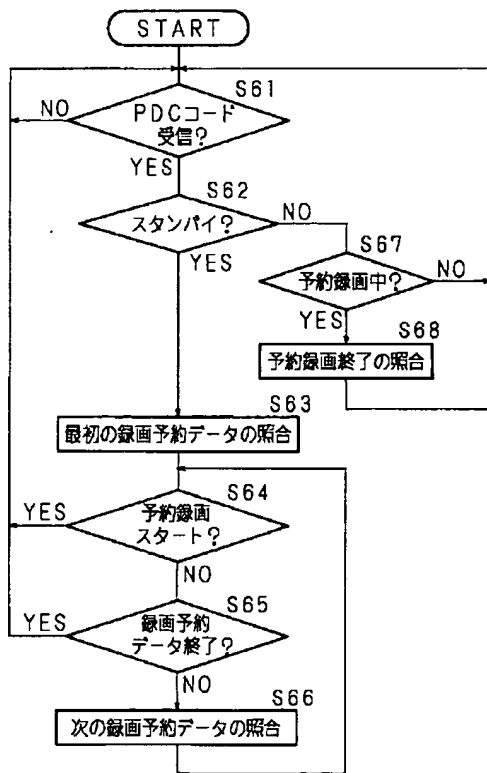 START
S61
NO
PDCコード
受信?
YES
S62
スタンバイ?
NO
S67
YES
予約録画中?
NO
YES
S68
予約録画終了の照合
S63
最初の録画予約データの照合
S64
YES
予約録画
スタート?
NO
S65
YES
録画予約
データ終了?
NO
S66
次の録画予約データの照合